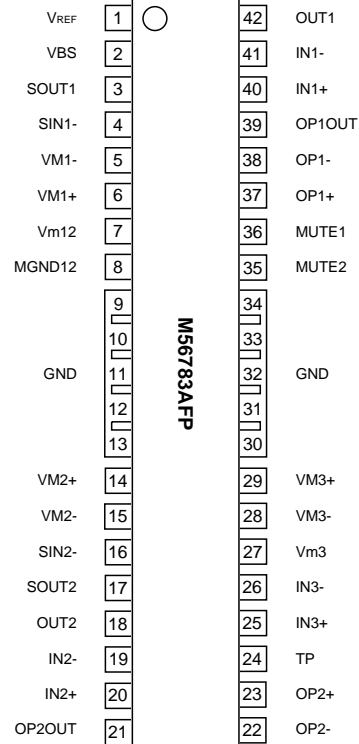 VREF 1 42 OUT1
VBS 2 41 IN1-
SOUT1 3 40 IN1+
SIN1- 4 39 OP1OUT
VM1- 5 38 OP1-
VM1+ 6 37 OP1+
Vm12 7 36 MUTE1
MGND12 8 35 MUTE2
9 34
10 33
GND 11 32 GND
12 31
13 30
M56783AFP
VM2+ 14 29 VM3+
VM2- 15 28 VM3-
SIN2- 16 27 Vm3
SOUT2 17 26 IN3-
OUT2 18 25 IN3+
IN2- 19 24 TP
IN2+ 20 23 OP2+
OP2OUT 21 22 OP2-